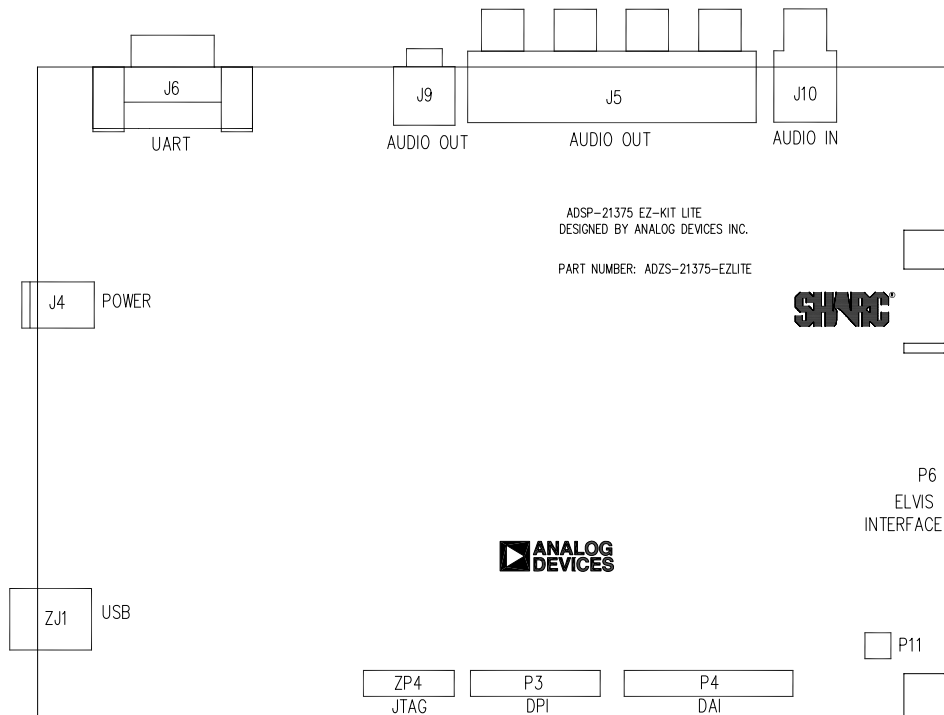 J6
J9
J5
J10
UART
AUDIO OUT
AUDIO OUT
AUDIO IN
ADSP-21375 EZ-KIT LITE
DESIGNED BY ANALOG DEVICES INC.
PART NUMBER: ADZS-21375-EZLITE
J4
POWER
SHARC®
P6
ELVIS
INTERFACE
ANALOG
DEVICES
ZJ1
USB
P11
ZP4
P3
P4
JTAG
DPI
DAI